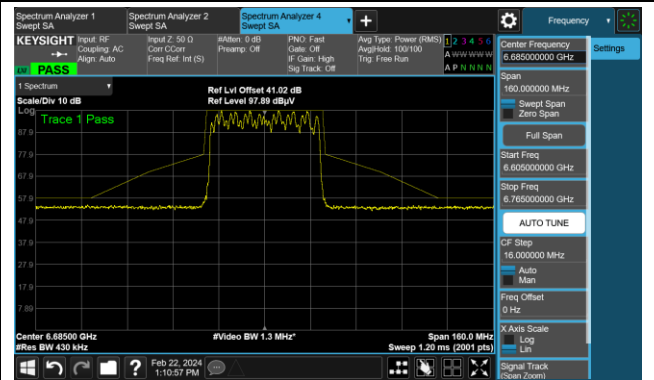 Spectrum Analyzer 1
Swept SA
Spectrum Analyzer 2
Swept SA
Spectrum Analyzer 4
Swept SA
Frequency
KEYSIGHT
Input: RF
Coupling: AC
Align: Auto
Input Z: 50 Ω
Corr CCorr
Freq Ref: Int (S)
#Atten: 0 dB
Preamp: Off
PNO: Fast
Gate: Off
IF Gain: High
Sig Track: Off
Avg Type: Power (RMS)
Avg|Hold: 100/100
Trig: Free Run
1 2 3 4 5 6
A W W W W W
A P N N N N
PASS
Center Frequency
6.685000000 GHz
Settings
Span
160.000000 MHz
Swept Span
Zero Span
Full Span
Start Freq
6.605000000 GHz
Stop Freq
6.765000000 GHz
AUTO TUNE
CF Step
16.000000 MHz
Auto
Man
Freq Offset
0 Hz
X Axis Scale
Log
Lin
Signal Track
(Span Zoom)
1 Spectrum
Scale/Div 10 dB
Ref Lvl Offset 41.02 dB
Ref Level 97.89 dBµV
Log
Trace 1 Pass
87.9
77.9
67.9
57.9
47.9
37.9
27.9
17.9
7.89
Center 6.68500 GHz
#Res BW 430 kHz
#Video BW 1.3 MHz*
Span 160.0 MHz
Sweep 1.20 ms (2001 pts)
Feb 22, 2024
1:10:57 PM